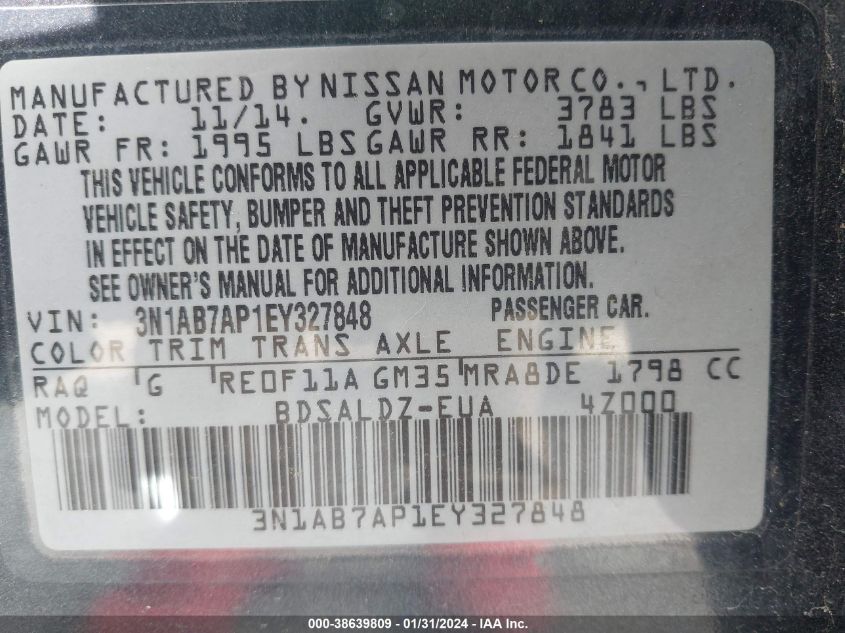 MANUFACTURED BY NISSAN MOTOR CO., LTD.
DATE: 11/14. GVWR: 3783 LBS
GAWR FR: 1995 LBS GAWR RR: 1841 LBS
THIS VEHICLE CONFORMS TO ALL APPLICABLE FEDERAL MOTOR
VEHICLE SAFETY, BUMPER AND THEFT PREVENTION STANDARDS
IN EFFECT ON THE DATE OF MANUFACTURE SHOWN ABOVE.
SEE OWNER'S MANUAL FOR ADDITIONAL INFORMATION.
VIN: 3N1AB7AP1EY327848 PASSENGER CAR.
COLOR TRIM TRANS AXLE ENGINE
RAQ G RE0F11A GM35 MRA8DE 1798 CC
MODEL: BDSALDZ-EUA 4Z000
3N1AB7AP1EY327848
000-38639809 - 01/31/2024 - IAA Inc.